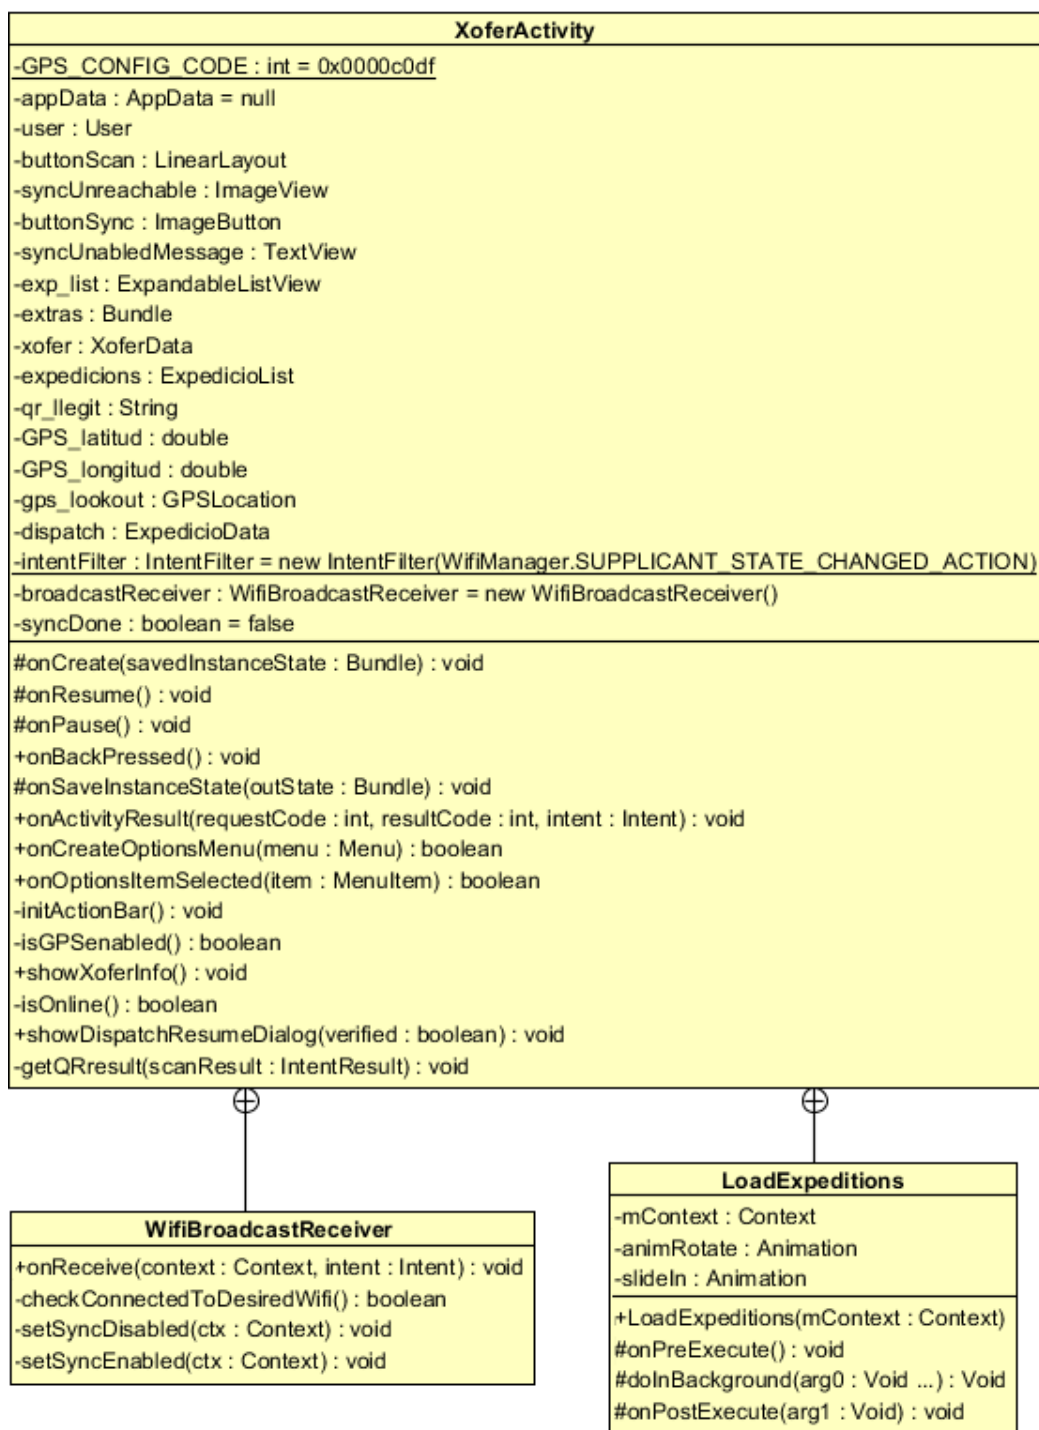 XoferActivity
-GPS_CONFIG_CODE : int = 0x0000c0df
-appData : AppData = null
-user : User
-buttonScan : LinearLayout
-syncUnreachable : ImageView
-buttonSync : ImageButton
-syncUnabledMessage : TextView
-exp_list : ExpandableListView
-extras : Bundle
-xofer : XoferData
-expedicions : ExpedicioList
-qr_llegit : String
-GPS_latitud : double
-GPS_longitud : double
-gps_lookout : GPSLocation
-dispatch : ExpedicioData
-intentFilter : IntentFilter = new IntentFilter(WifiManager.SUPPLICANT_STATE_CHANGED_ACTION)
-broadcastReceiver : WifiBroadcastReceiver = new WifiBroadcastReceiver()
-syncDone : boolean = false
#onCreate(savedInstanceState : Bundle) : void
#onResume() : void
#onPause() : void
+onBackPressed() : void
#onSaveInstanceState(outState : Bundle) : void
+onActivityResult(requestCode : int, resultCode : int, intent : Intent) : void
+onCreateOptionsMenu(menu : Menu) : boolean
+onOptionsItemSelected(item : MenuItem) : boolean
-initActionBar() : void
-isGPSenabled() : boolean
+showXoferInfo() : void
-isOnline() : boolean
+showDispatchResumeDialog(verified : boolean) : void
-getQRresult(scanResult : IntentResult) : void
WifiBroadcastReceiver
+onReceive(context : Context, intent : Intent) : void
-checkConnectedToDesiredWifi() : boolean
-setSyncDisabled(ctx : Context) : void
-setSyncEnabled(ctx : Context) : void
LoadExpeditions
-mContext : Context
-animRotate : Animation
-slideIn : Animation
+LoadExpeditions(mContext : Context)
#onPreExecute() : void
#doInBackground(arg0 : Void ...) : Void
#onPostExecute(arg1 : Void) : void